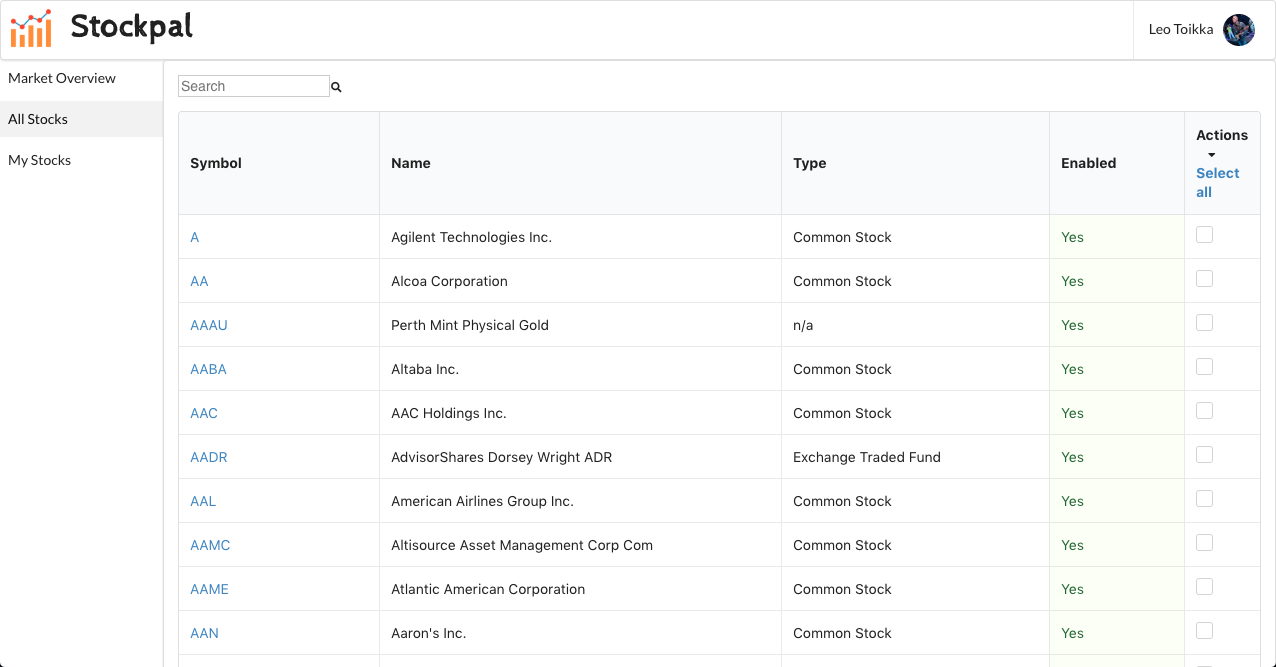 Stockpal
Leo Toikka
Market Overview
All Stocks
My Stocks
Search
Symbol Name Type Enabled Actions
Select
all
A Agilent Technologies Inc. Common Stock Yes
AA Alcoa Corporation Common Stock Yes
AAAU Perth Mint Physical Gold n/a Yes
AABA Altaba Inc. Common Stock Yes
AAC AAC Holdings Inc. Common Stock Yes
AADR AdvisorShares Dorsey Wright ADR Exchange Traded Fund Yes
AAL American Airlines Group Inc. Common Stock Yes
AAMC Altisource Asset Management Corp Com Common Stock Yes
AAME Atlantic American Corporation Common Stock Yes
AAN Aaron's Inc. Common Stock Yes